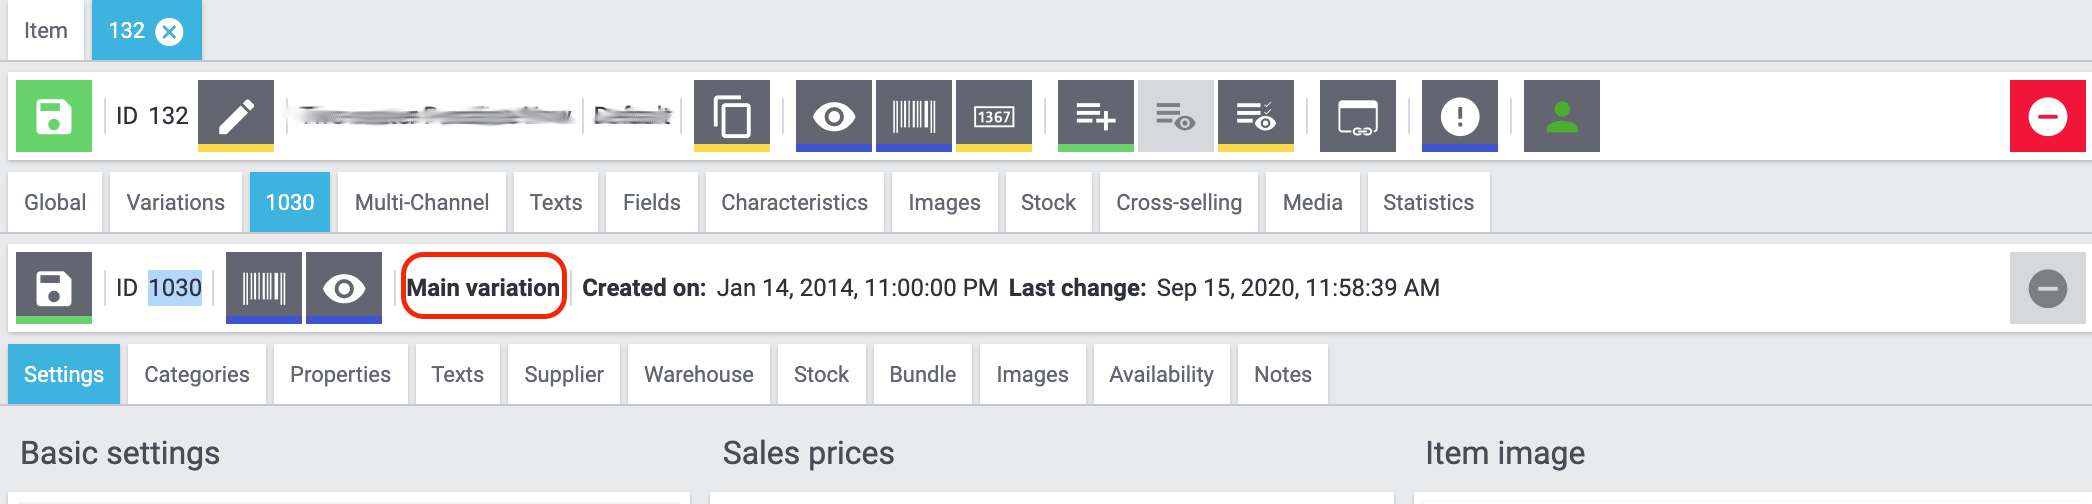 Item 132
ID 132 Default 1367
Global Variations 1030 Multi-Channel Texts Fields Characteristics Images Stock Cross-selling Media Statistics
ID 1030 Main variation Created on: Jan 14, 2014, 11:00:00 PM Last change: Sep 15, 2020, 11:58:39 AM
Settings Categories Properties Texts Supplier Warehouse Stock Bundle Images Availability Notes
Basic settings Sales prices Item image